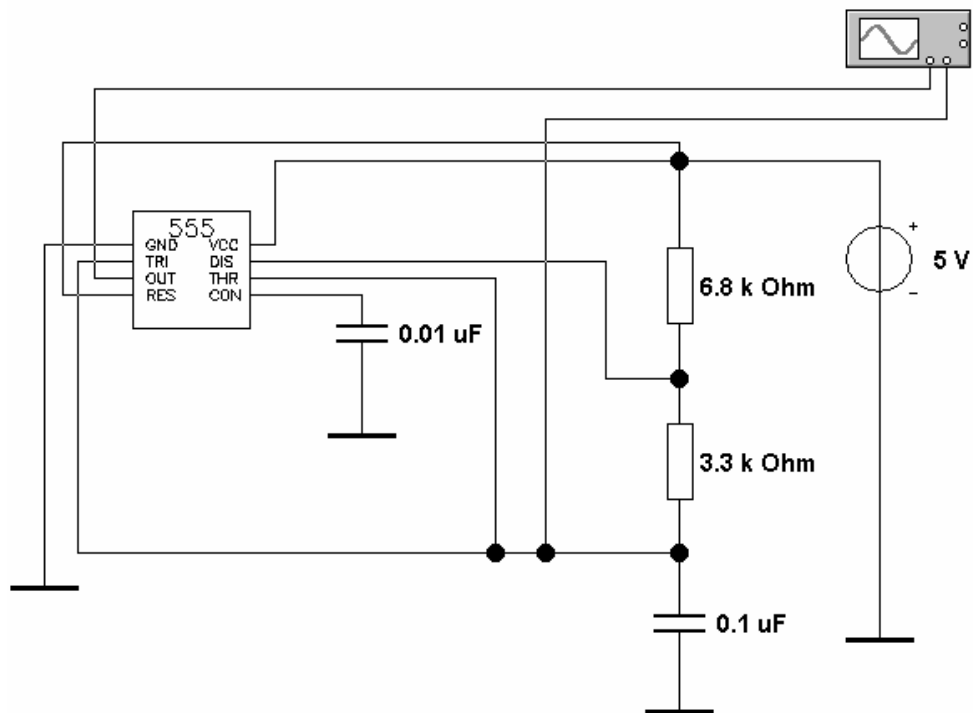 555
GND VCC
TRI DIS
OUT THR
RES CON
0.01 uF
6.8 k Ohm
+
5 V
-
3.3 k Ohm
0.1 uF